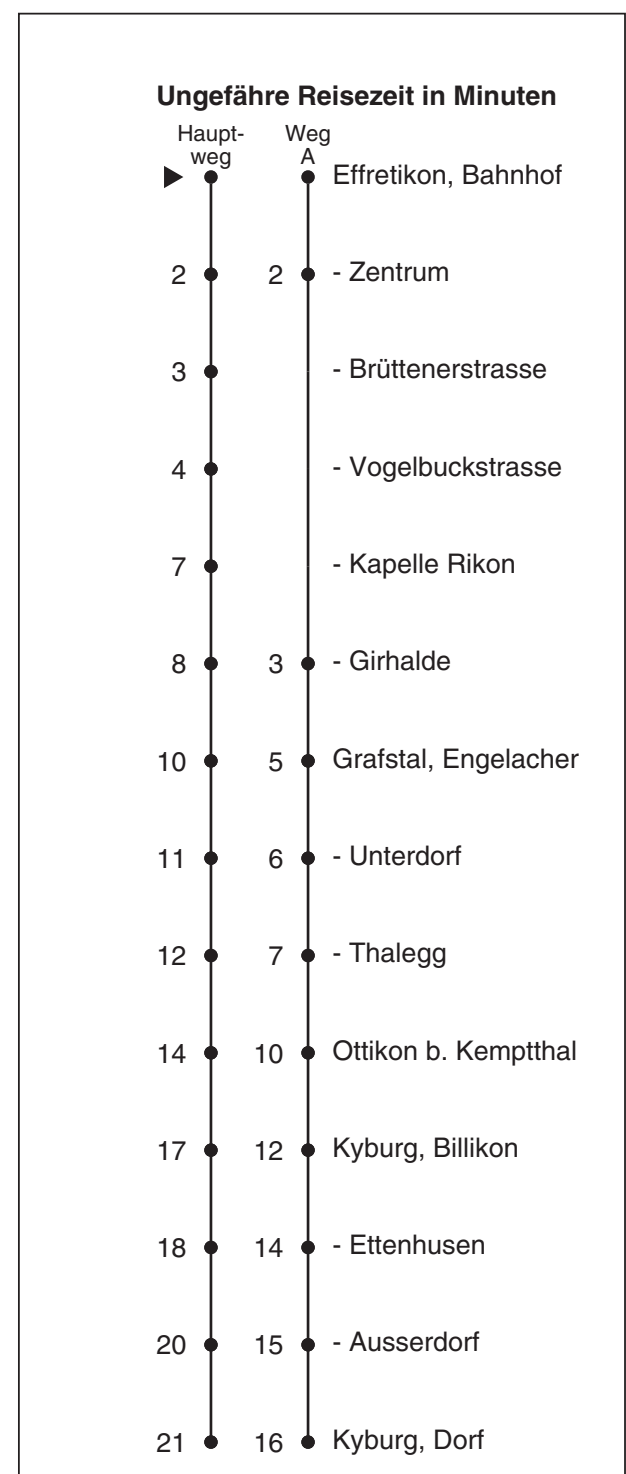 Ungefähre Reisezeit in Minuten
Haupt- Weg
weg A
Effretikon, Bahnhof
2 2 - Zentrum
3 - Brüttenerstrasse
4 - Vogelbuckstrasse
7 - Kapelle Rikon
8 3 - Girhalde
10 5 Grafstal, Engelacher
11 6 - Unterdorf
12 7 - Thalegg
14 10 Ottikon b. Kemptthal
17 12 Kyburg, Billikon
18 14 - Ettenhusen
20 15 - Ausserdorf
21 16 Kyburg, Dorf